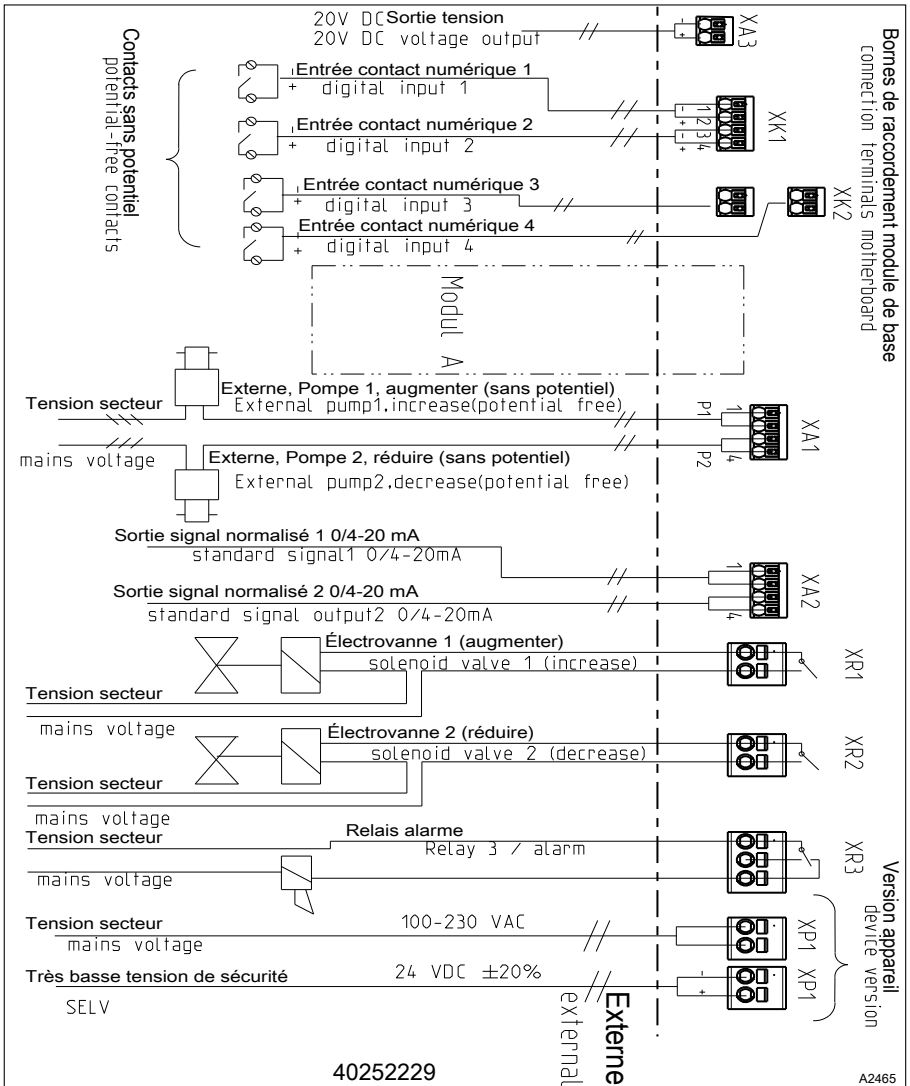 20V DC Sortie tension
20V DC voltage output
-
+
XA3
Bornes de raccordement module de base
connection terminals motherboard
Contacts sans potentiel
potential-free contacts
- Entrée contact numérique 1
+ digital input 1
- Entrée contact numérique 2
+ digital input 2
- +
- +
1 2 3 4
XK1
- Entrée contact numérique 3
+ digital input 3
- Entrée contact numérique 4
+ digital input 4
XK2
Modul A
Externe, Pompe 1, augmenter (sans potentiel)
External pump1,increase(potential free)
Tension secteur
mains voltage
P1
1
P2
4
XA1
Externe, Pompe 2, réduire (sans potentiel)
External pump2,decrease(potential free)
Sortie signal normalisé 1 0/4-20 mA
standard signal1 0/4-20mA
Sortie signal normalisé 2 0/4-20 mA
standard signal output2 0/4-20mA
1
4
XA2
Électrovanne 1 (augmenter)
solenoid valve 1 (increase)
XR1
Tension secteur
mains voltage
Électrovanne 2 (réduire)
solenoid valve 2 (decrease)
XR2
Tension secteur
mains voltage
Tension secteur
Relais alarme
Relay 3 / alarm
XR3
mains voltage
Version appareil
device version
Tension secteur
100-230 VAC
mains voltage
XP1
Très basse tension de sécurité
24 VDC ±20%
SELV
-
+
XP1
Externe
external
40252229
A2465